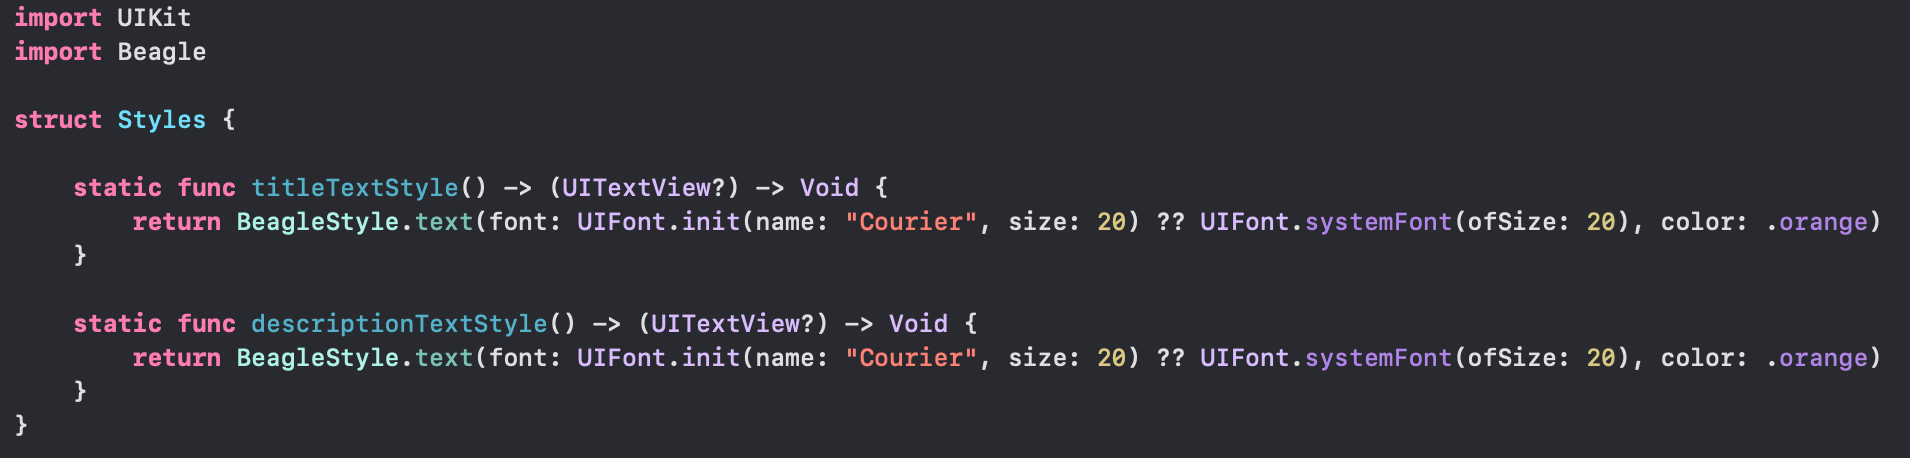 import UIKit
import Beagle
struct Styles {
static func titleTextStyle() -> (UITextView?) -> Void {
return BeagleStyle.text(font: UIFont.init(name: "Courier", size: 20) ?? UIFont.systemFont(ofSize: 20), color: .orange)
}
static func descriptionTextStyle() -> (UITextView?) -> Void {
return BeagleStyle.text(font: UIFont.init(name: "Courier", size: 20) ?? UIFont.systemFont(ofSize: 20), color: .orange)
}
}